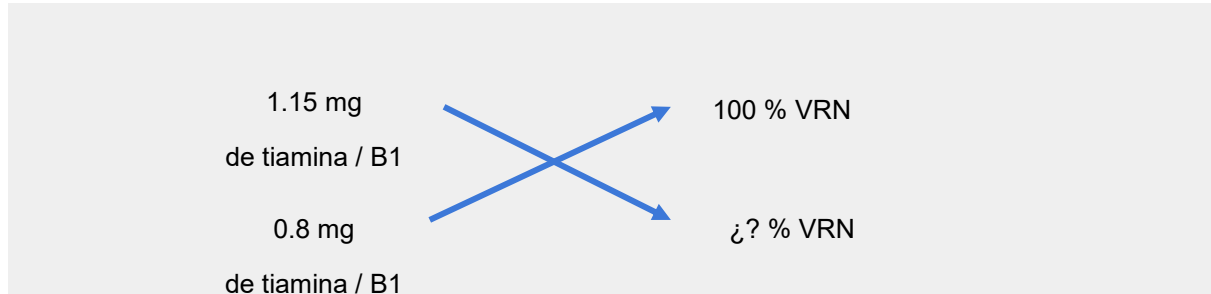 1.15 mg
de tiamina / B1
100 % VRN
0.8 mg
de tiamina / B1
¿? % VRN